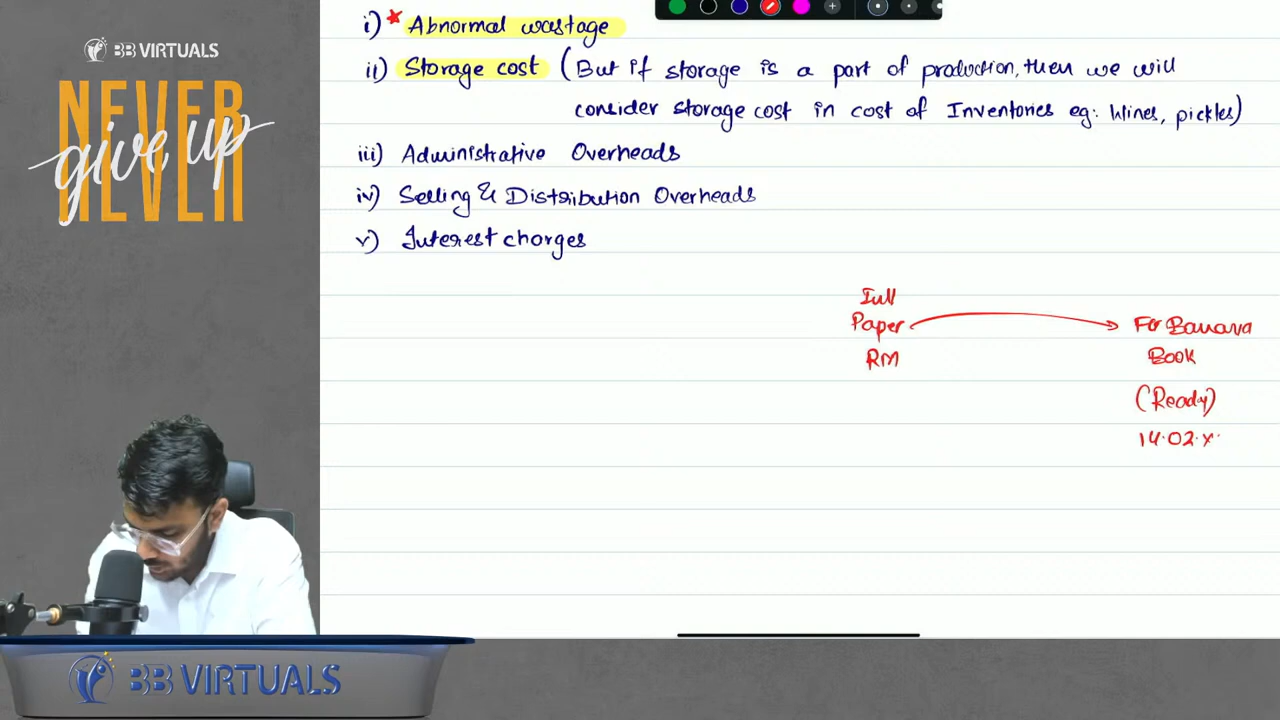 BB VIRTUALS
NEVER
give up
NEVER
i) * Abnormal wastage
ii) Storage cost (But if storage is a part of production, then we will
consider storage cost in cost of Inventories eg: Wines, pickles)
iii) Administrative Overheads
iv) Selling & Distribution Overheads
v) Interest charges
Paper
RM
Banana
Book
(Ready)
14.02.x
BB VIRTUALS